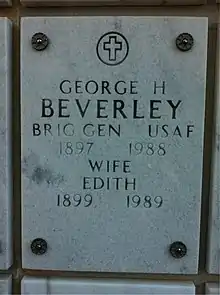 GEORGE H
BEVERLEY
BRIG GEN USAF
1897 1988
WIFE
EDITH
1899 1989